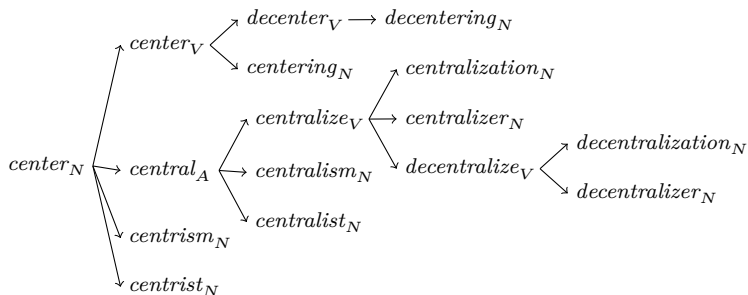 decenter_V → decentering_N
center_V
centering_N
centralization_N
centralize_V
centralizer_N
center_N
central_A
centralism_N
decentralize_V
decentralization_N
decentralizer_N
centralist_N
centrism_N
centrist_N